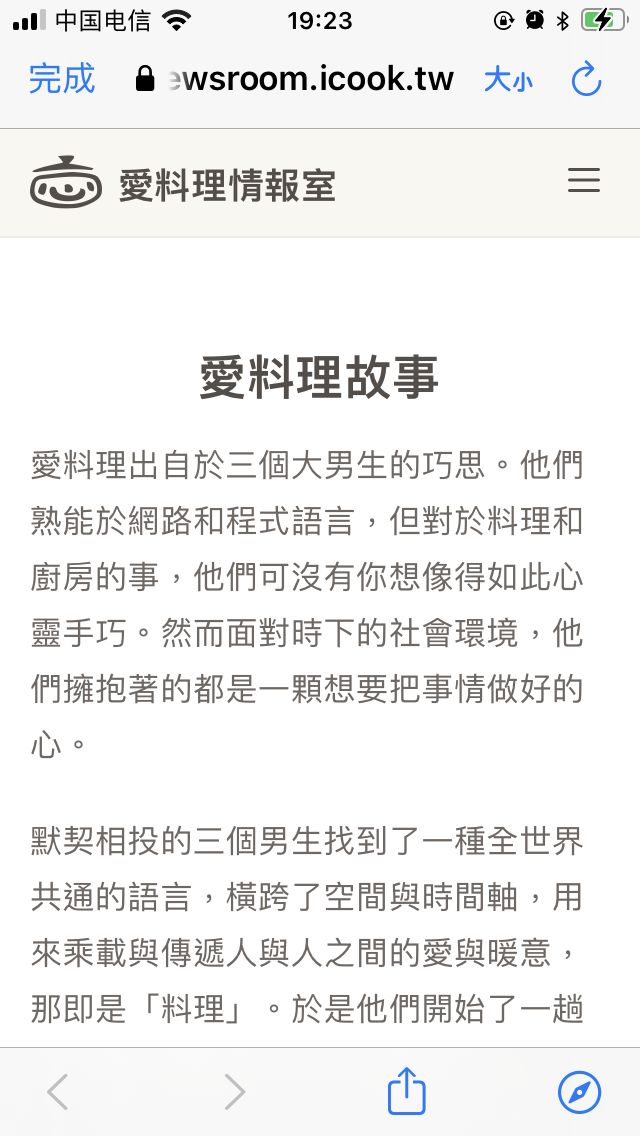 中国电信 19:23
完成 ewsroom.icook.tw 大小
愛料理情報室
愛料理故事
愛料理出自於三個大男生的巧思。他們
熟能於網路和程式語言，但對於料理和
廚房的事，他們可沒有你想像得如此心
靈手巧。然而面對時下的社會環境，他
們擁抱著的都是一顆想要把事情做好的
心。
默契相投的三個男生找到了一種全世界
共通的語言，橫跨了空間與時間軸，用
來乘載與傳遞人與人之間的愛與暖意，
那即是「料理」。於是他們開始了一趟